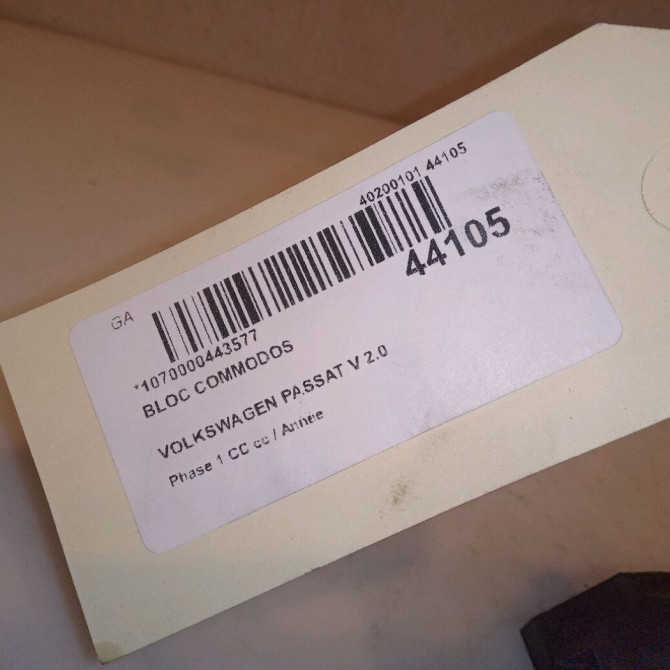 40200101 44105
GA
44105
*1070000443577
BLOC COMMODOS
VOLKSWAGEN PASSAT V 2.0
Phase 1 CC cc / Année